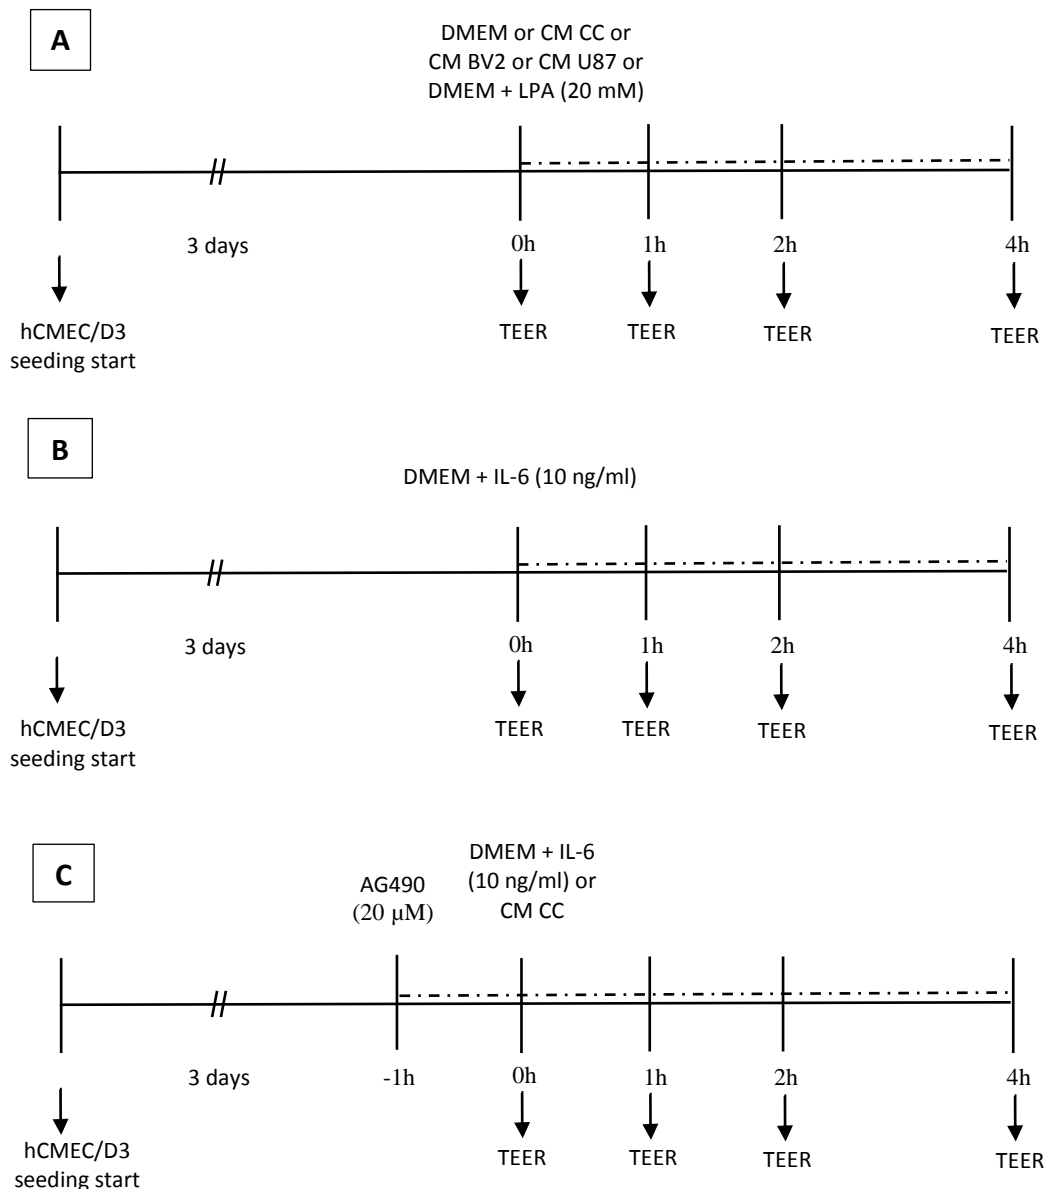 A
DMEM or CM CC or
CM BV2 or CM U87 or
DMEM + LPA (20 mM)
3 days
0h
1h
2h
4h
hCMEC/D3
seeding start
TEER
TEER
TEER
TEER
B
DMEM + IL-6 (10 ng/ml)
3 days
0h
1h
2h
4h
hCMEC/D3
seeding start
TEER
TEER
TEER
TEER
C
AG490
(20 µM)
DMEM + IL-6
(10 ng/ml) or
CM CC
3 days
-1h
0h
1h
2h
4h
hCMEC/D3
seeding start
TEER
TEER
TEER
TEER